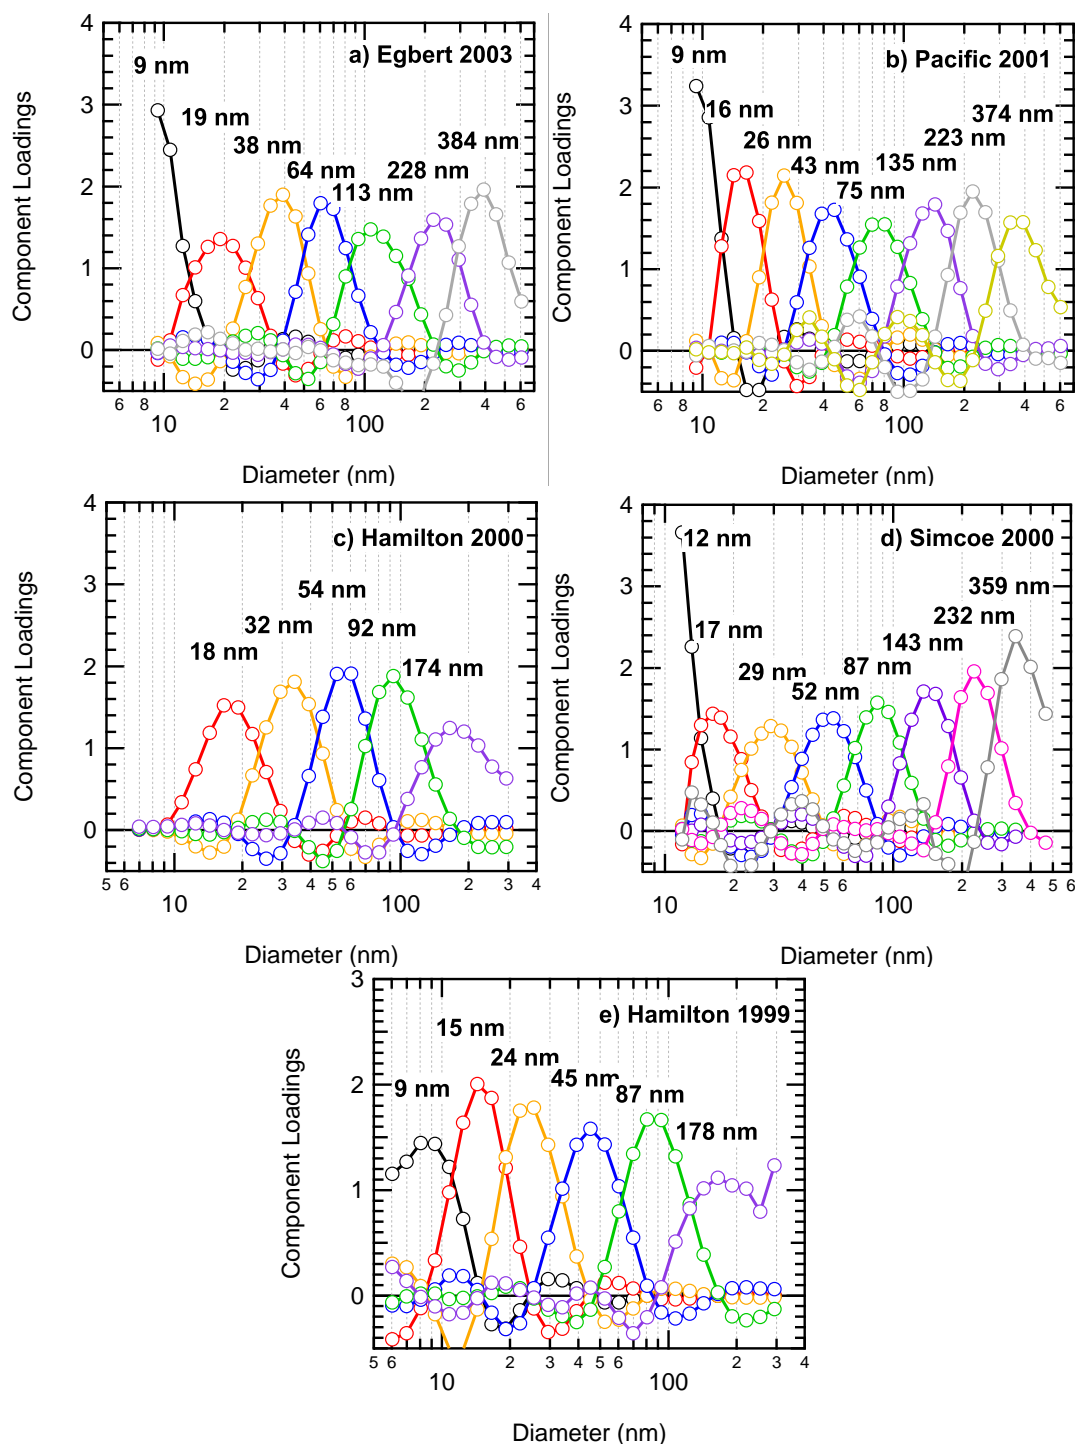 a) Egbert 2003
9 nm
19 nm
38 nm
64 nm
113 nm
228 nm
384 nm
Component Loadings
4
3
2
1
0
6 8 2 4 6 8 2 4 6
10 100
Diameter (nm)
b) Pacific 2001
9 nm
16 nm
26 nm
43 nm
75 nm
135 nm
223 nm
374 nm
Component Loadings
4
3
2
1
0
6 8 2 4 6 8 2 4 6
10 100
Diameter (nm)
c) Hamilton 2000
18 nm
32 nm
54 nm
92 nm
174 nm
Component Loadings
4
3
2
1
0
5 6 2 3 4 5 6 2 3 4
10 100
Diameter (nm)
d) Simcoe 2000
12 nm
17 nm
29 nm
52 nm
87 nm
143 nm
232 nm
359 nm
Component Loadings
4
3
2
1
0
2 3 4 5 6 2 3 4 5 6
10 100
Diameter (nm)
e) Hamilton 1999
9 nm
15 nm
24 nm
45 nm
87 nm
178 nm
Component Loadings
3
2
1
0
5 6 2 3 4 5 6 2 3 4
10 100
Diameter (nm)